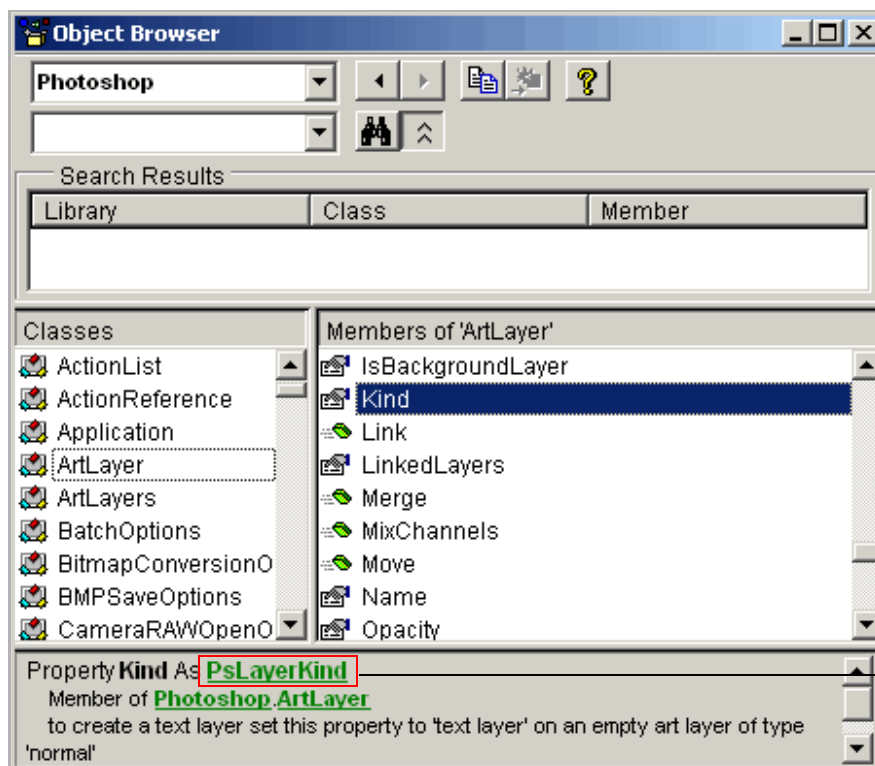 Object Browser
Photoshop
Search Results
Library Class Member
Classes
ActionList
ActionReference
Application
ArtLayer
ArtLayers
BatchOptions
BitmapConversionO
BMPSaveOptions
CameraRAWOpenO
Members of 'ArtLayer'
IsBackgroundLayer
Kind
Link
LinkedLayers
Merge
MixChannels
Move
Name
Opacity
Property Kind As PsLayerKind
Member of Photoshop.ArtLayer
to create a text layer set this property to 'text layer' on an empty art layer of type
'normal'